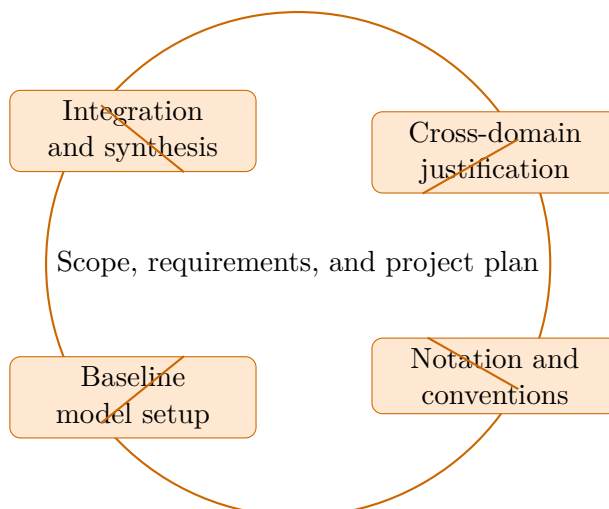 Integration
and synthesis
Cross-domain
justification
Scope, requirements, and project plan
Baseline
model setup
Notation and
conventions